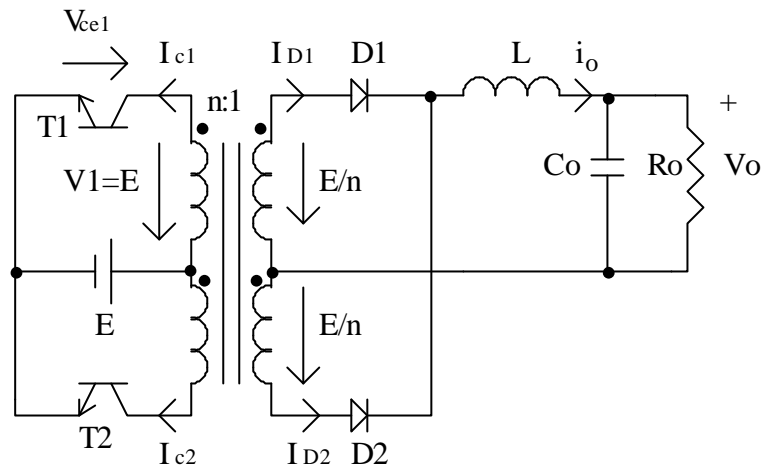 Vce1
Ic1
ID1
D1
L
io
n:1
T1
+
V1=E
E/n
Co
Ro
Vo
E
E/n
T2
Ic2
ID2
D2